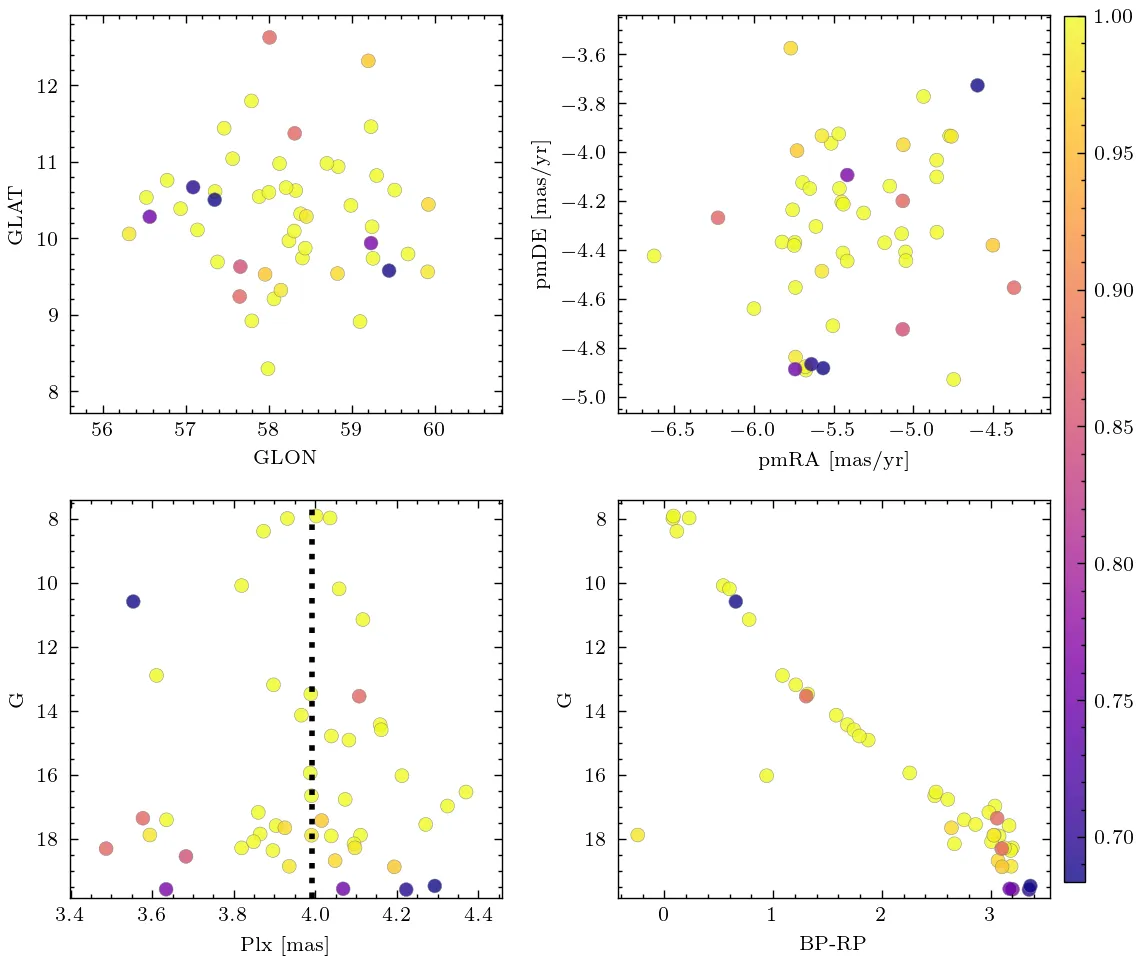 12
11
10
9
8
GLAT
56 57 58 59 60
GLON
−3.6
−3.8
−4.0
−4.2
−4.4
−4.6
−4.8
−5.0
pmDE [mas/yr]
−6.5 −6.0 −5.5 −5.0 −4.5
pmRA [mas/yr]
8
10
12
14
16
18
G
3.4 3.6 3.8 4.0 4.2 4.4
Plx [mas]
8
10
12
14
16
18
G
0 1 2 3
BP-RP
1.00
0.95
0.90
0.85
0.80
0.75
0.70